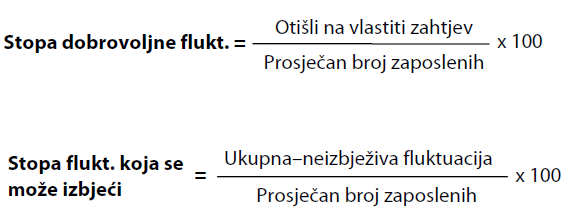 Otišli na vlastiti zahtjev
Stopa dobrovoljne flukt. = x 100
Prosječan broj zaposlenih
Ukupna–neizbježiva fluktuacija
Stopa flukt. koja se
može izbjeći = x 100
Prosječan broj zaposlenih